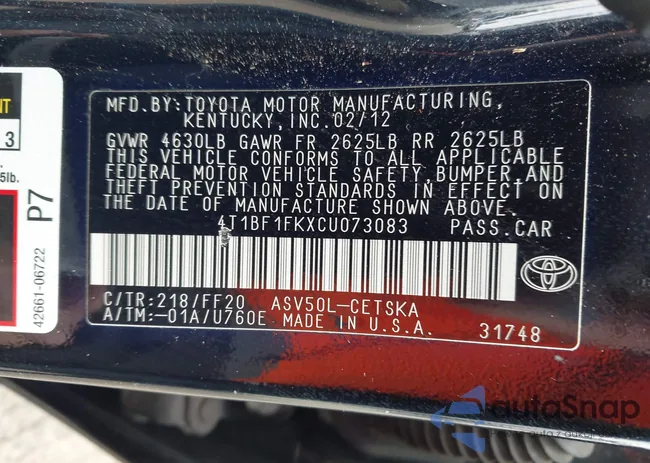 MFD.BY:TOYOTA MOTOR MANUFACTURING,
KENTUCKY,INC.02/12
GVWR 4630LB GAWR FR 2625LB RR 2625LB
THIS VEHICLE CONFORMS TO ALL APPLICABLE
FEDERAL MOTOR VEHICLE SAFETY,BUMPER,AND
THEFT PREVENTION STANDARDS IN EFFECT ON
THE DATE OF MANUFACTURE SHOWN ABOVE.
4T1BF1FKXCU073083 PASS.CAR
C/TR:218/FF20 ASV50L-CETSKA
A/TM:-01A/U760E MADE IN U.S.A. 31748
NT
3
5lb.
P7
42661-06722
autoSnap